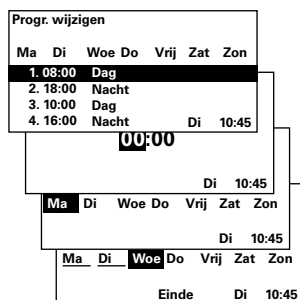 Progr. wijzigen
Ma Di Woe Do Vrij Zat Zon
1. 08:00 Dag
2. 18:00 Nacht
3. 10:00 Dag
4. 16:00 Nacht Di 10:45
00:00
Di 10:45
Ma Di Woe Do Vrij Zat Zon
Di 10:45
Ma Di Woe Do Vrij Zat Zon
Einde Di 10:45